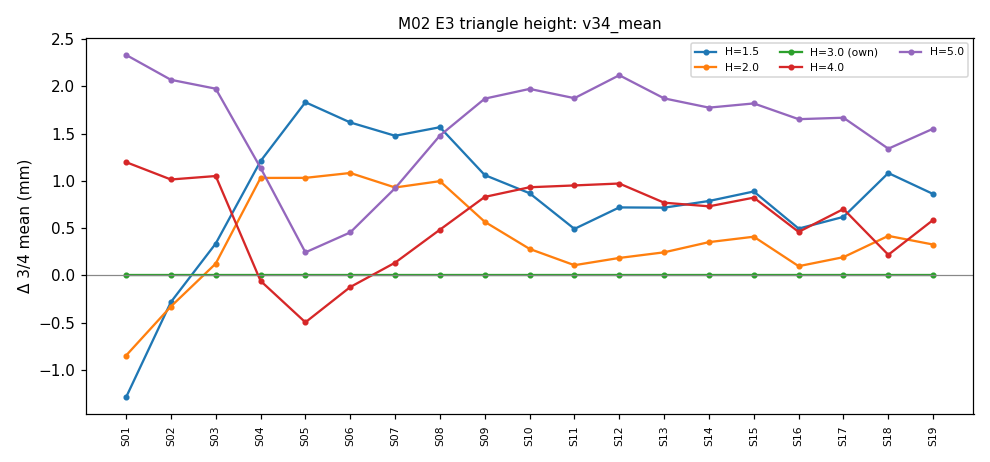 M02 E3 triangle height: v34_mean
H=1.5
H=2.0
H=3.0 (own)
H=4.0
H=5.0
Δ 3/4 mean (mm)
2.5
2.0
1.5
1.0
0.5
0.0
−0.5
−1.0
S01 S02 S03 S04 S05 S06 S07 S08 S09 S10 S11 S12 S13 S14 S15 S16 S17 S18 S19